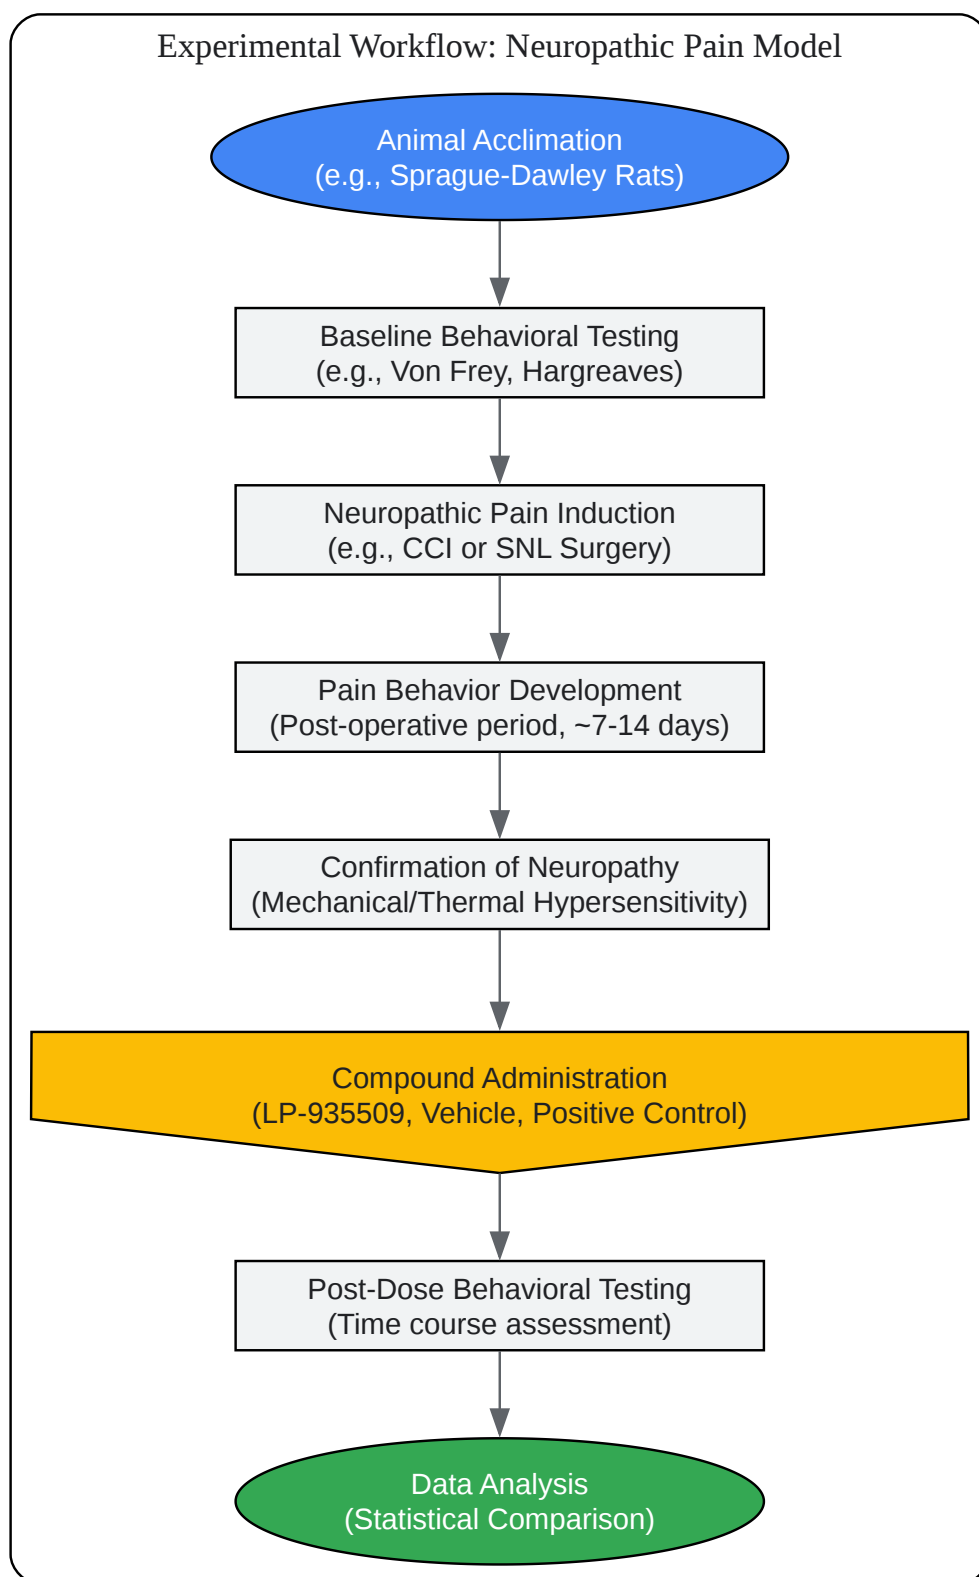 Experimental Workflow: Neuropathic Pain Model
Animal Acclimation
(e.g., Sprague-Dawley Rats)
Baseline Behavioral Testing
(e.g., Von Frey, Hargreaves)
Neuropathic Pain Induction
(e.g., CCI or SNL Surgery)
Pain Behavior Development
(Post-operative period, ~7-14 days)
Confirmation of Neuropathy
(Mechanical/Thermal Hypersensitivity)
Compound Administration
(LP-935509, Vehicle, Positive Control)
Post-Dose Behavioral Testing
(Time course assessment)
Data Analysis
(Statistical Comparison)